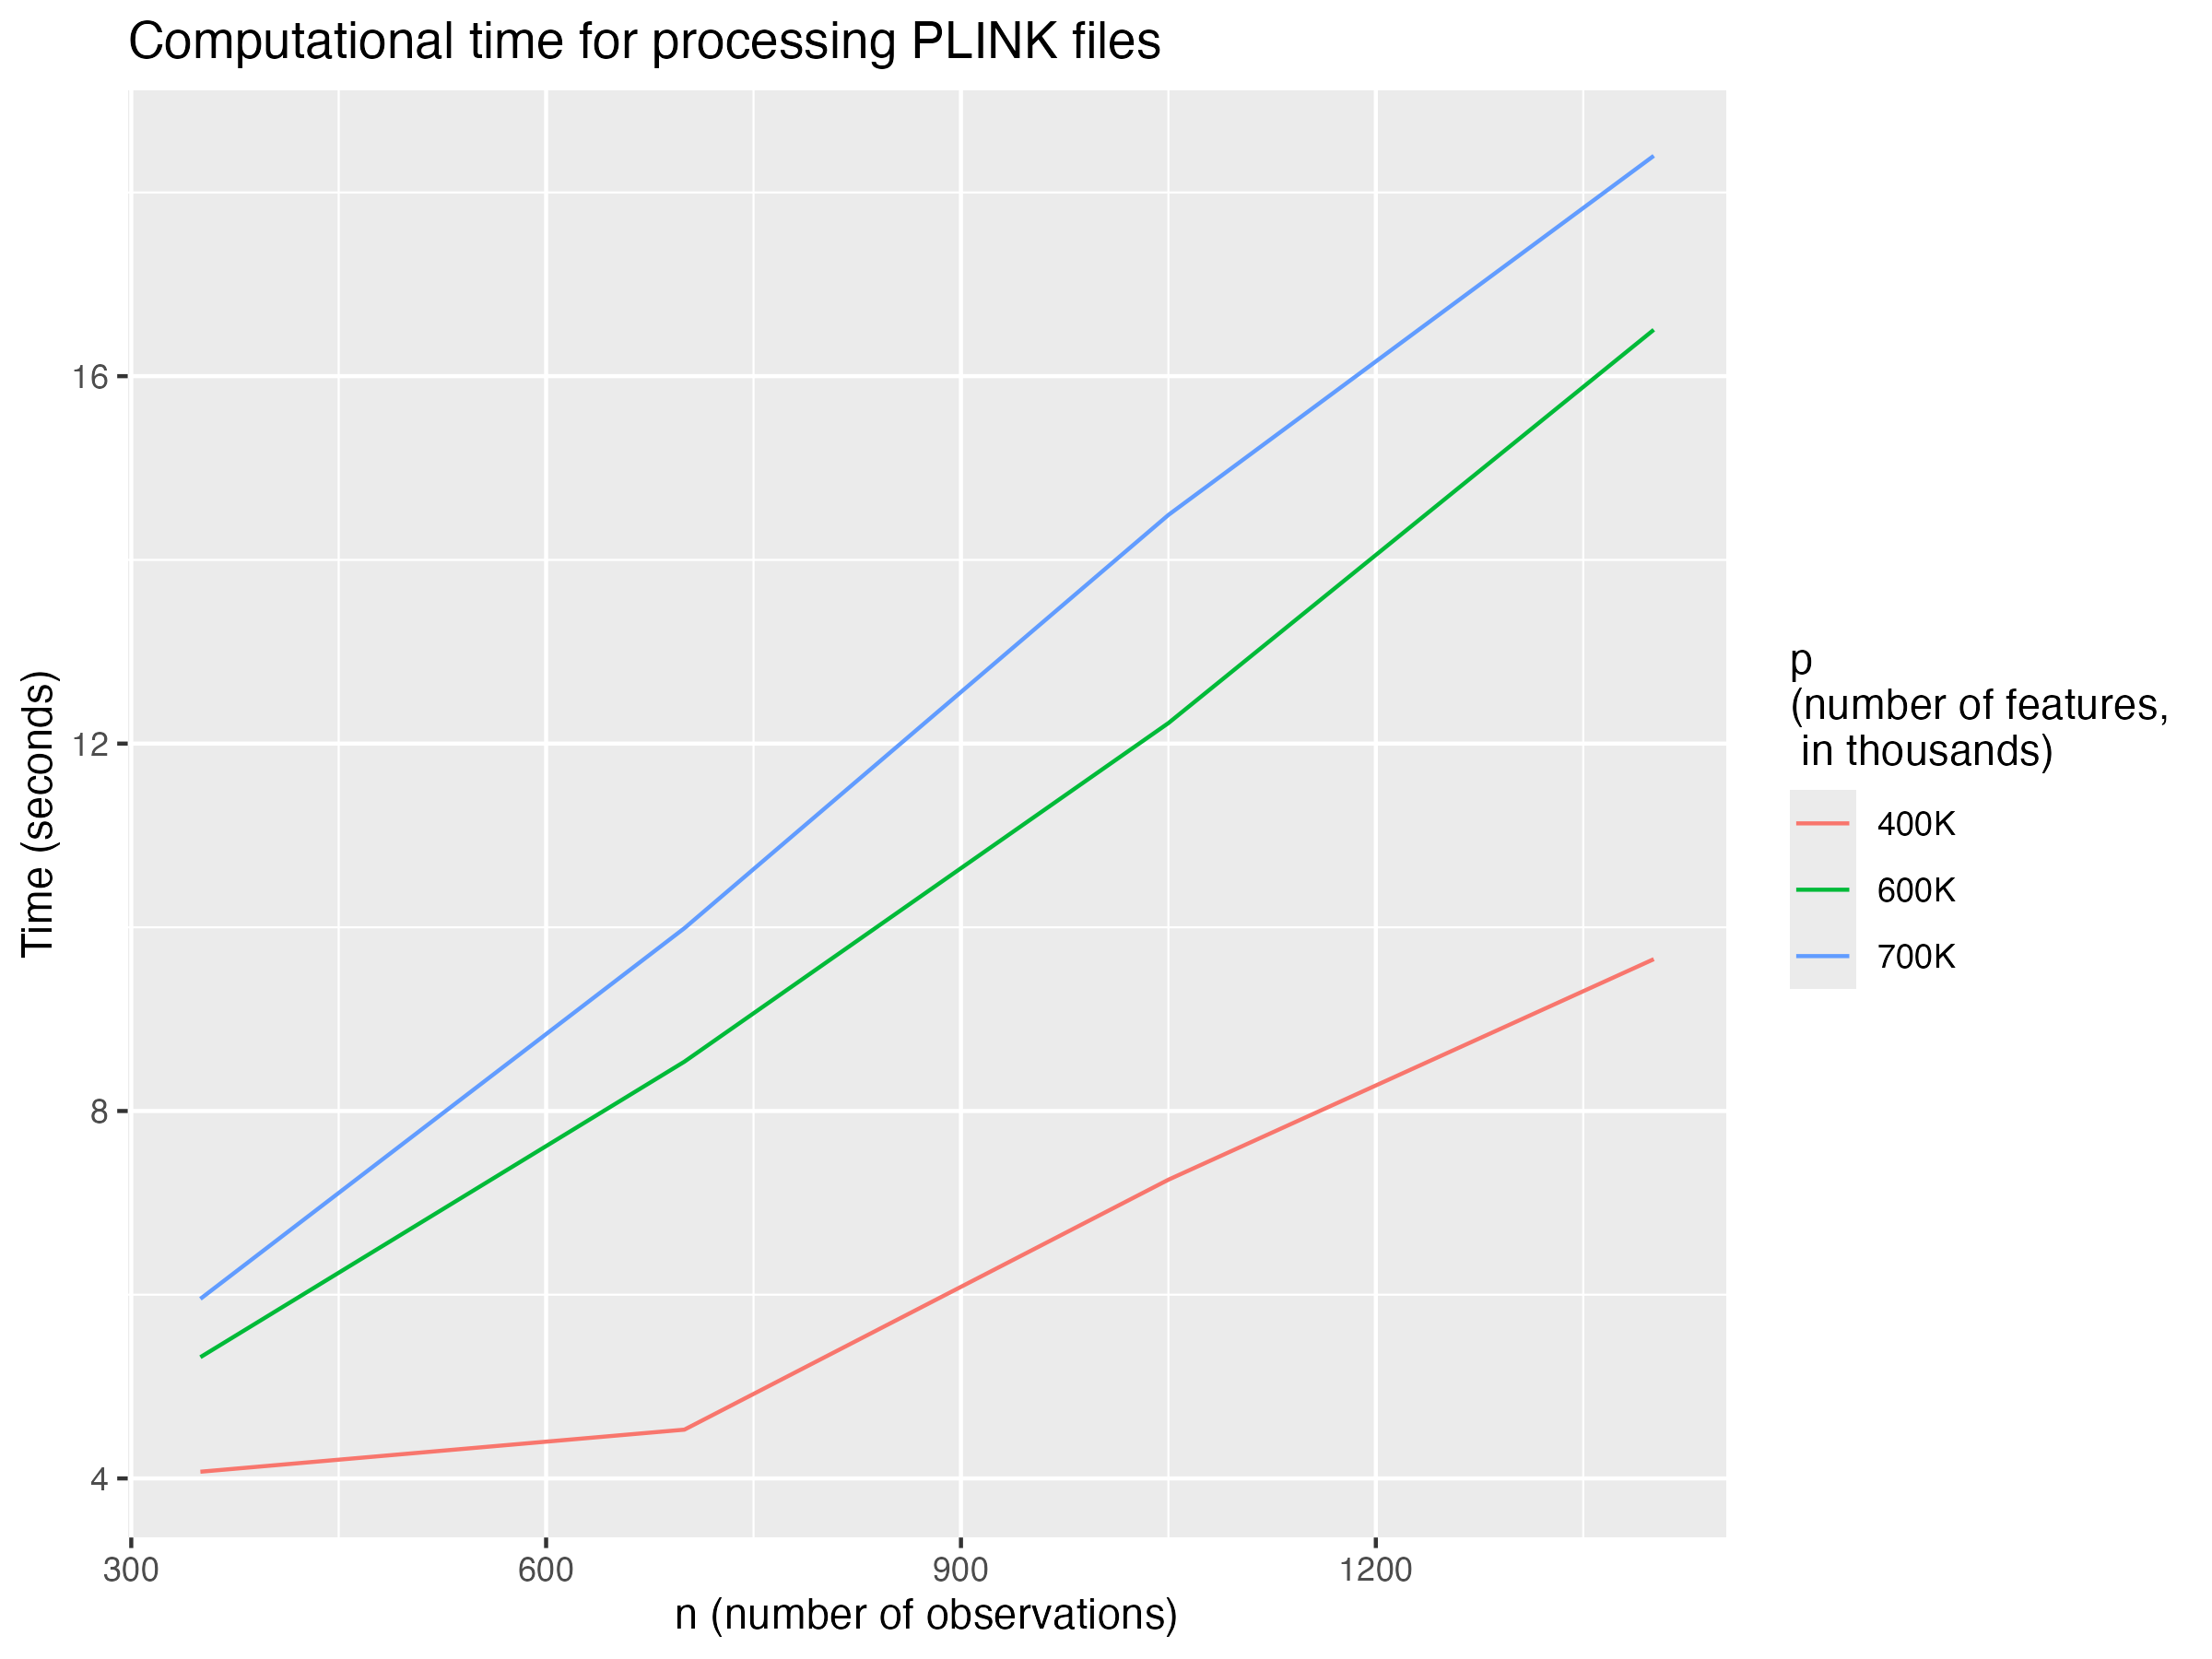 Computational time for processing PLINK files
Time (seconds)
16
12
8
4
300
600
900
1200
n (number of observations)
p
(number of features,
in thousands)
400K
600K
700K